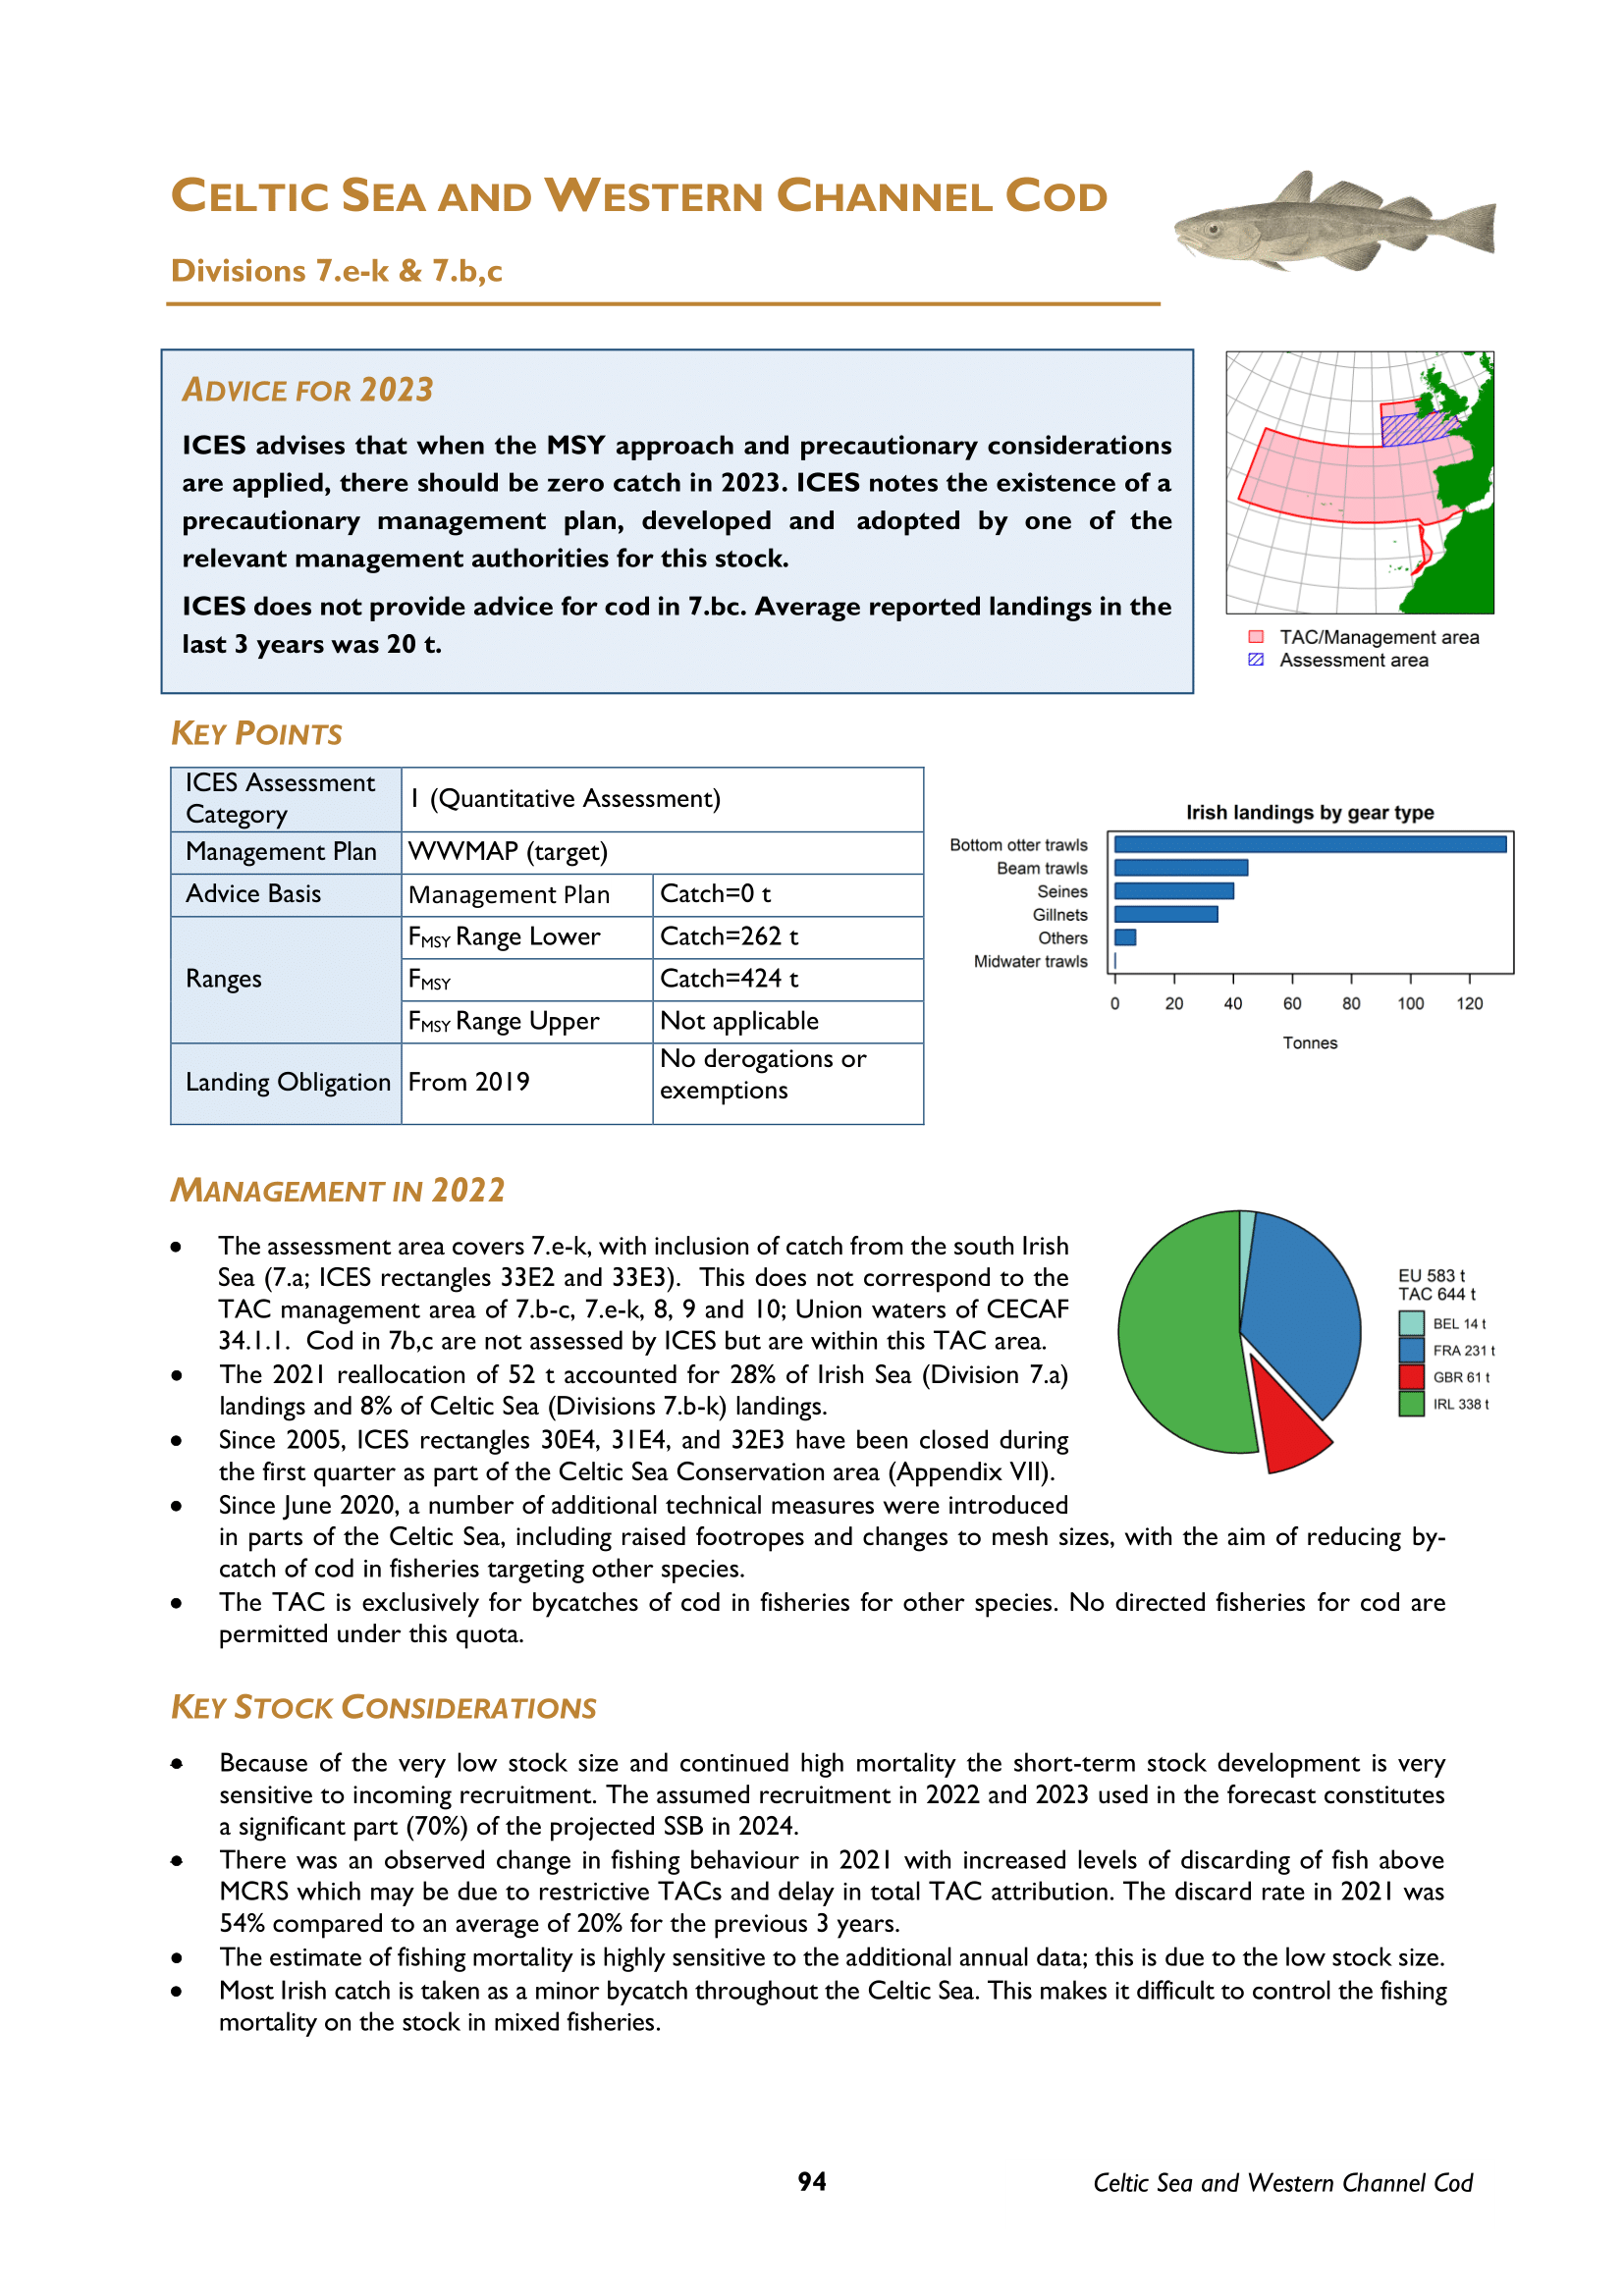 CELTIC SEA AND WESTERN CHANNEL COD
Divisions 7.e-k & 7.b,c
ADVICE FOR 2023
ICES advises that when the MSY approach and precautionary considerations
are applied, there should be zero catch in 2023. ICES notes the existence of a
precautionary management plan, developed and adopted by one of the
relevant management authorities for this stock.
ICES does not provide advice for cod in 7.bc. Average reported landings in the
last 3 years was 20 t.
TAC/Management area
Assessment area
KEY POINTS
ICES Assessment
Category
1 (Quantitative Assessment)
Management Plan
WWMAP (target)
Advice Basis
Management Plan
Catch=0 t
Ranges
FMSY Range Lower
Catch=262 t
FMSY
Catch=424 t
FMSY Range Upper
Not applicable
Landing Obligation
From 2019
No derogations or
exemptions
Irish landings by gear type
Bottom otter trawls
Beam trawls
Seines
Gillnets
Others
Midwater trawls
0 20 40 60 80 100 120
Tonnes
MANAGEMENT IN 2022
• The assessment area covers 7.e-k, with inclusion of catch from the south Irish
Sea (7.a; ICES rectangles 33E2 and 33E3). This does not correspond to the
TAC management area of 7.b-c, 7.e-k, 8, 9 and 10; Union waters of CECAF
34.1.1. Cod in 7b,c are not assessed by ICES but are within this TAC area.
• The 2021 reallocation of 52 t accounted for 28% of Irish Sea (Division 7.a)
landings and 8% of Celtic Sea (Divisions 7.b-k) landings.
• Since 2005, ICES rectangles 30E4, 31E4, and 32E3 have been closed during
the first quarter as part of the Celtic Sea Conservation area (Appendix VII).
• Since June 2020, a number of additional technical measures were introduced
in parts of the Celtic Sea, including raised footropes and changes to mesh sizes, with the aim of reducing by-
catch of cod in fisheries targeting other species.
• The TAC is exclusively for bycatches of cod in fisheries for other species. No directed fisheries for cod are
permitted under this quota.
EU 583 t
TAC 644 t
BEL 14 t
FRA 231 t
GBR 61 t
IRL 338 t
KEY STOCK CONSIDERATIONS
• Because of the very low stock size and continued high mortality the short-term stock development is very
sensitive to incoming recruitment. The assumed recruitment in 2022 and 2023 used in the forecast constitutes
a significant part (70%) of the projected SSB in 2024.
• There was an observed change in fishing behaviour in 2021 with increased levels of discarding of fish above
MCRS which may be due to restrictive TACs and delay in total TAC attribution. The discard rate in 2021 was
54% compared to an average of 20% for the previous 3 years.
• The estimate of fishing mortality is highly sensitive to the additional annual data; this is due to the low stock size.
• Most Irish catch is taken as a minor bycatch throughout the Celtic Sea. This makes it difficult to control the fishing
mortality on the stock in mixed fisheries.
94
Celtic Sea and Western Channel Cod